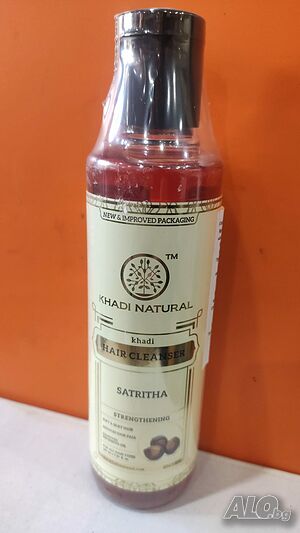 NEW & IMPROVED PACKAGING
TM
KHADI NATURAL
khadi
HAIR CLEANSER
SATRITHA
STRENGTHENING
ALO.bg